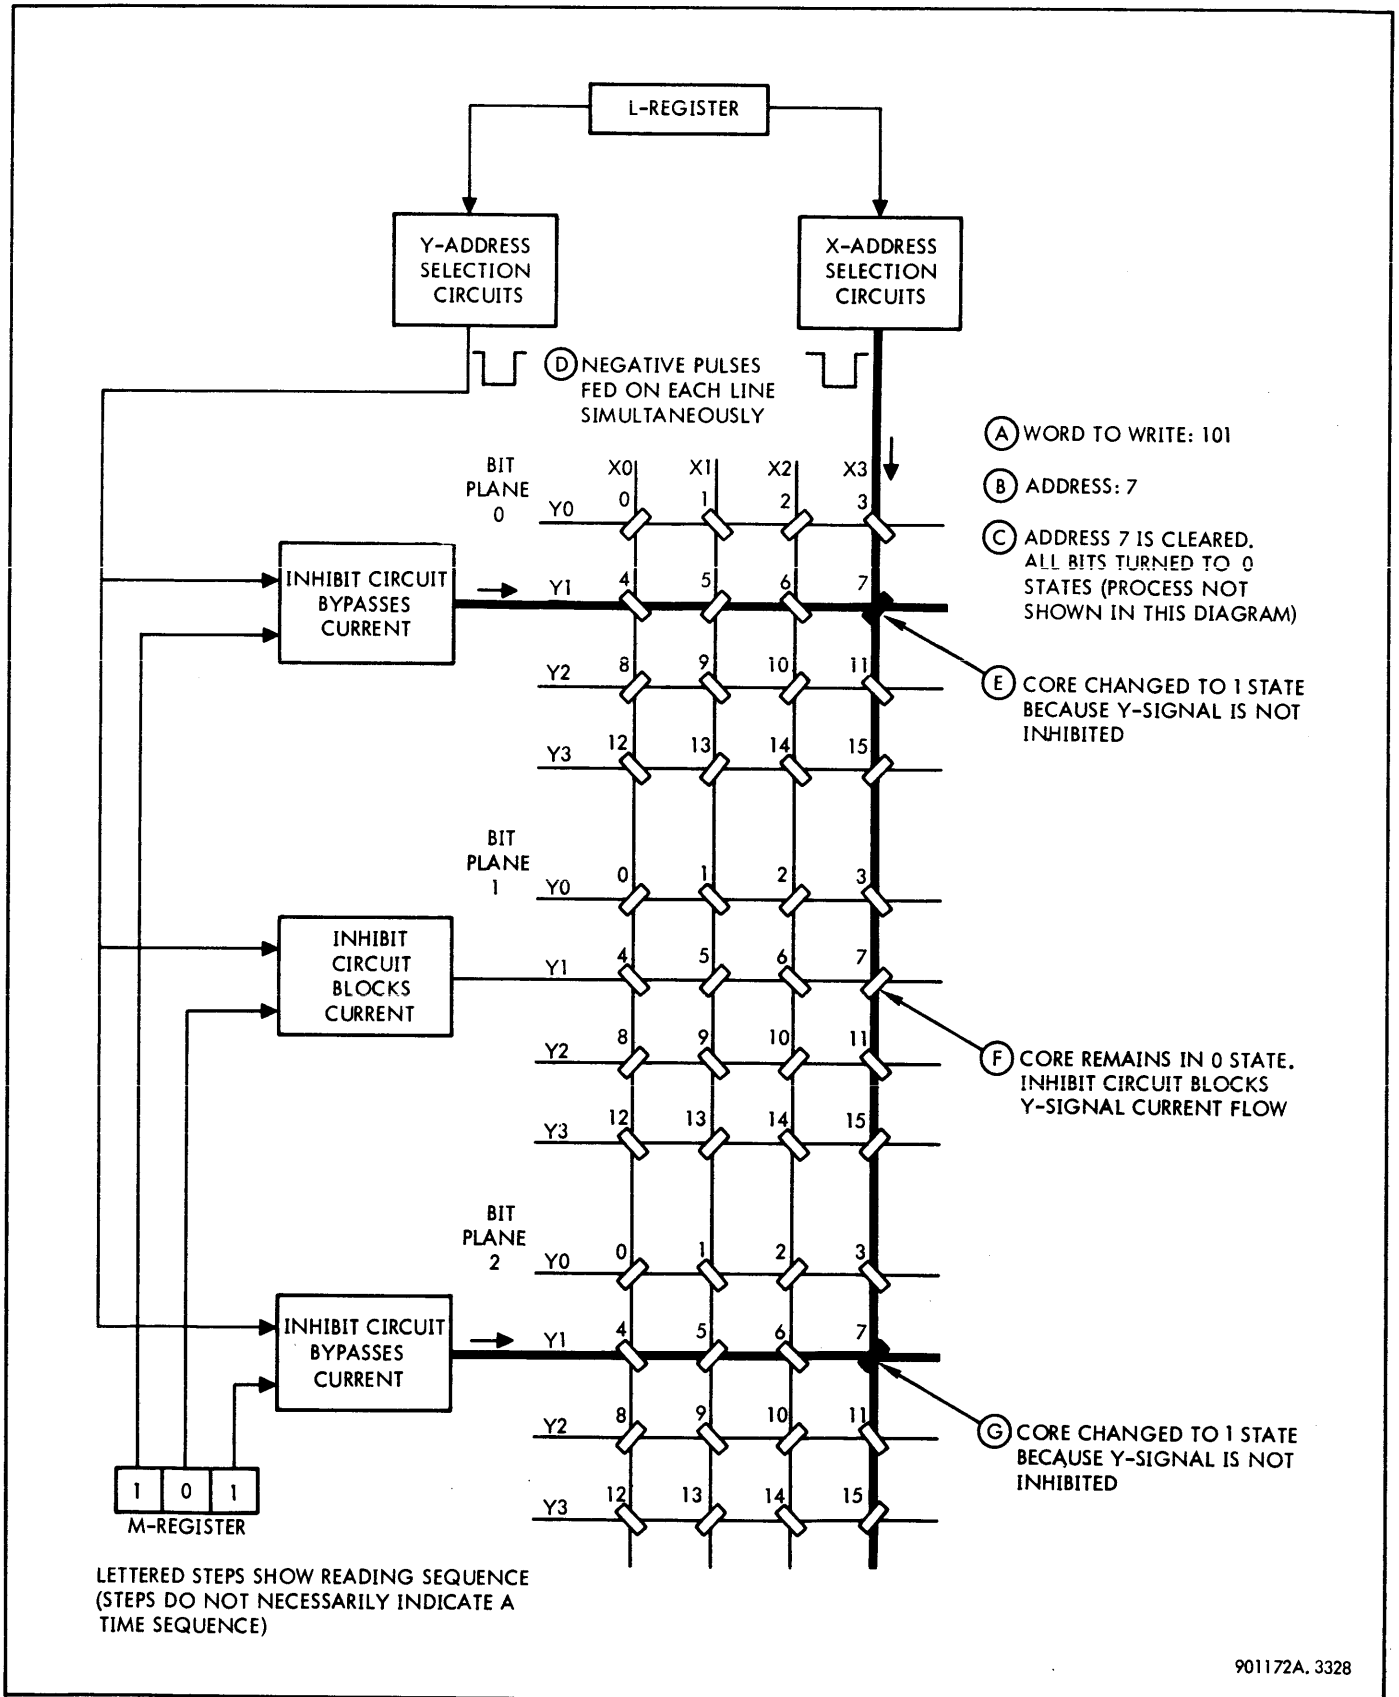 L-REGISTER
Y-ADDRESS
SELECTION
CIRCUITS
X-ADDRESS
SELECTION
CIRCUITS
D NEGATIVE PULSES
FED ON EACH LINE
SIMULTANEOUSLY
A WORD TO WRITE: 101
B ADDRESS: 7
C ADDRESS 7 IS CLEARED.
ALL BITS TURNED TO 0
STATES (PROCESS NOT
SHOWN IN THIS DIAGRAM)
BIT
PLANE
0
X0 X1 X2 X3
Y0 0 1 2 3
INHIBIT CIRCUIT
BYPASSES
CURRENT
Y1 4 5 6 7
Y2 8 9 10 11
Y3 12 13 14 15
E CORE CHANGED TO 1 STATE
BECAUSE Y-SIGNAL IS NOT
INHIBITED
BIT
PLANE
1
Y0 0 1 2 3
INHIBIT
CIRCUIT
BLOCKS
CURRENT
Y1 4 5 6 7
Y2 8 9 10 11
Y3 12 13 14 15
F CORE REMAINS IN 0 STATE.
INHIBIT CIRCUIT BLOCKS
Y-SIGNAL CURRENT FLOW
BIT
PLANE
2
Y0 0 1 2 3
INHIBIT CIRCUIT
BYPASSES
CURRENT
Y1 4 5 6 7
Y2 8 9 10 11
Y3 12 13 14 15
G CORE CHANGED TO 1 STATE
BECAUSE Y-SIGNAL IS NOT
INHIBITED
1 0 1
M-REGISTER
LETTERED STEPS SHOW READING SEQUENCE
(STEPS DO NOT NECESSARILY INDICATE A
TIME SEQUENCE)
901172A. 3328